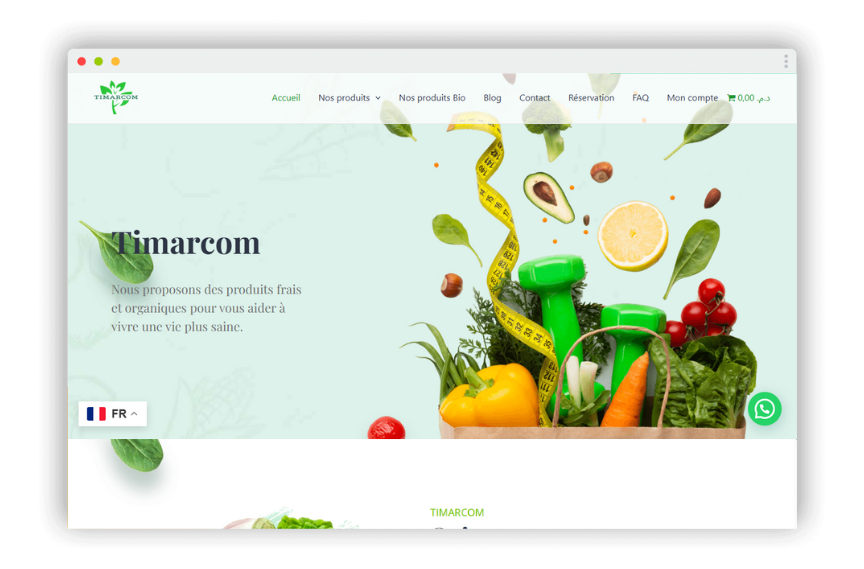 TIMARCOM
Accueil Nos produits Nos produits Bio Blog Contact Réservation FAQ Mon compte 0,00 د.م.
Timarcom
Nous proposons des produits frais
et organiques pour vous aider à
vivre une vie plus saine.
FR
TIMARCOM